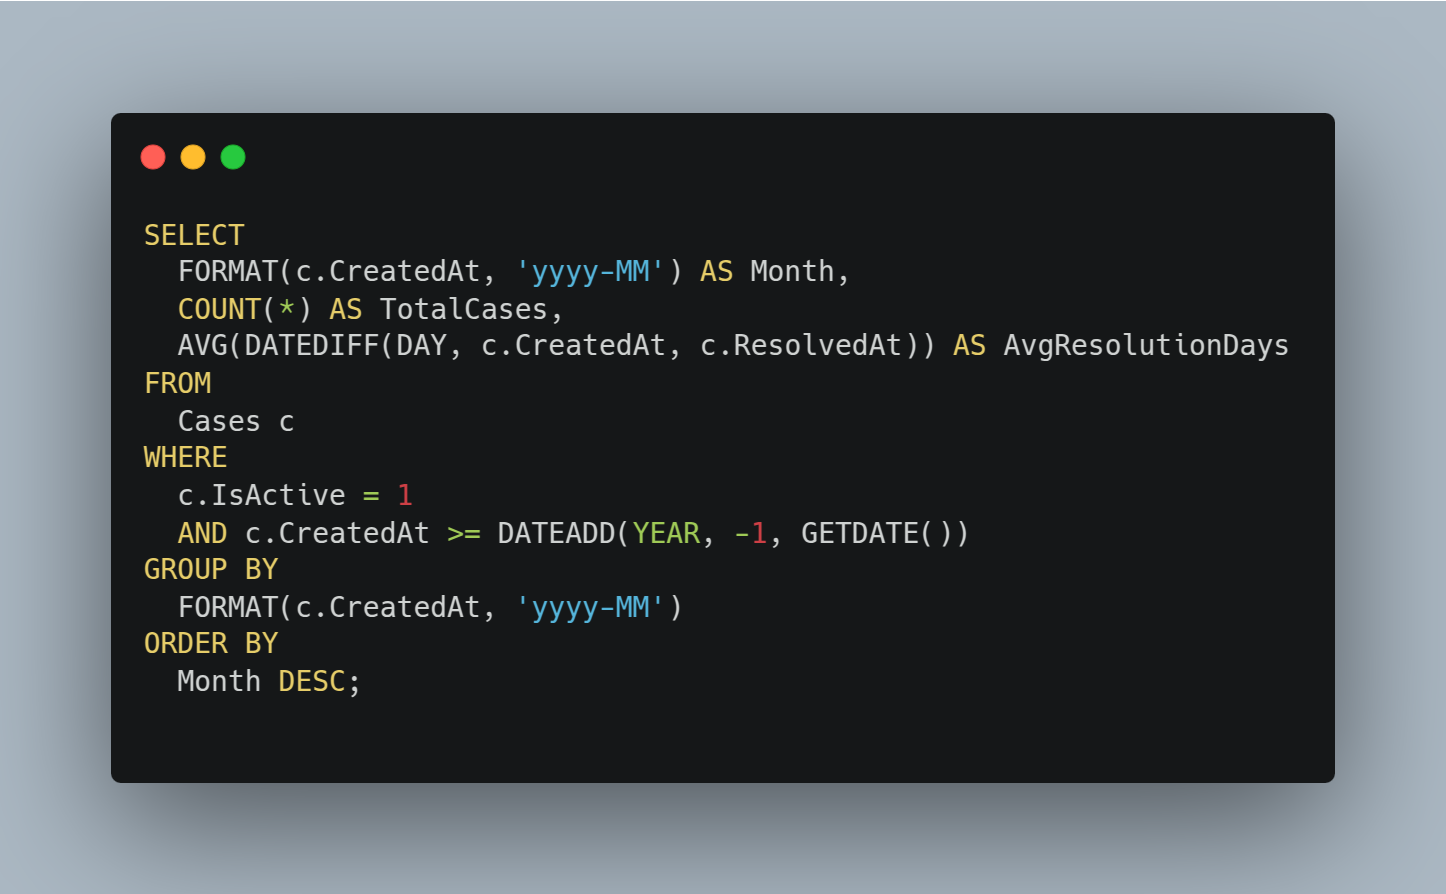 SELECT
  FORMAT(c.CreatedAt, 'yyyy-MM') AS Month,
  COUNT(*) AS TotalCases,
  AVG(DATEDIFF(DAY, c.CreatedAt, c.ResolvedAt)) AS AvgResolutionDays
FROM
  Cases c
WHERE
  c.IsActive = 1
  AND c.CreatedAt >= DATEADD(YEAR, -1, GETDATE())
GROUP BY
  FORMAT(c.CreatedAt, 'yyyy-MM')
ORDER BY
  Month DESC;